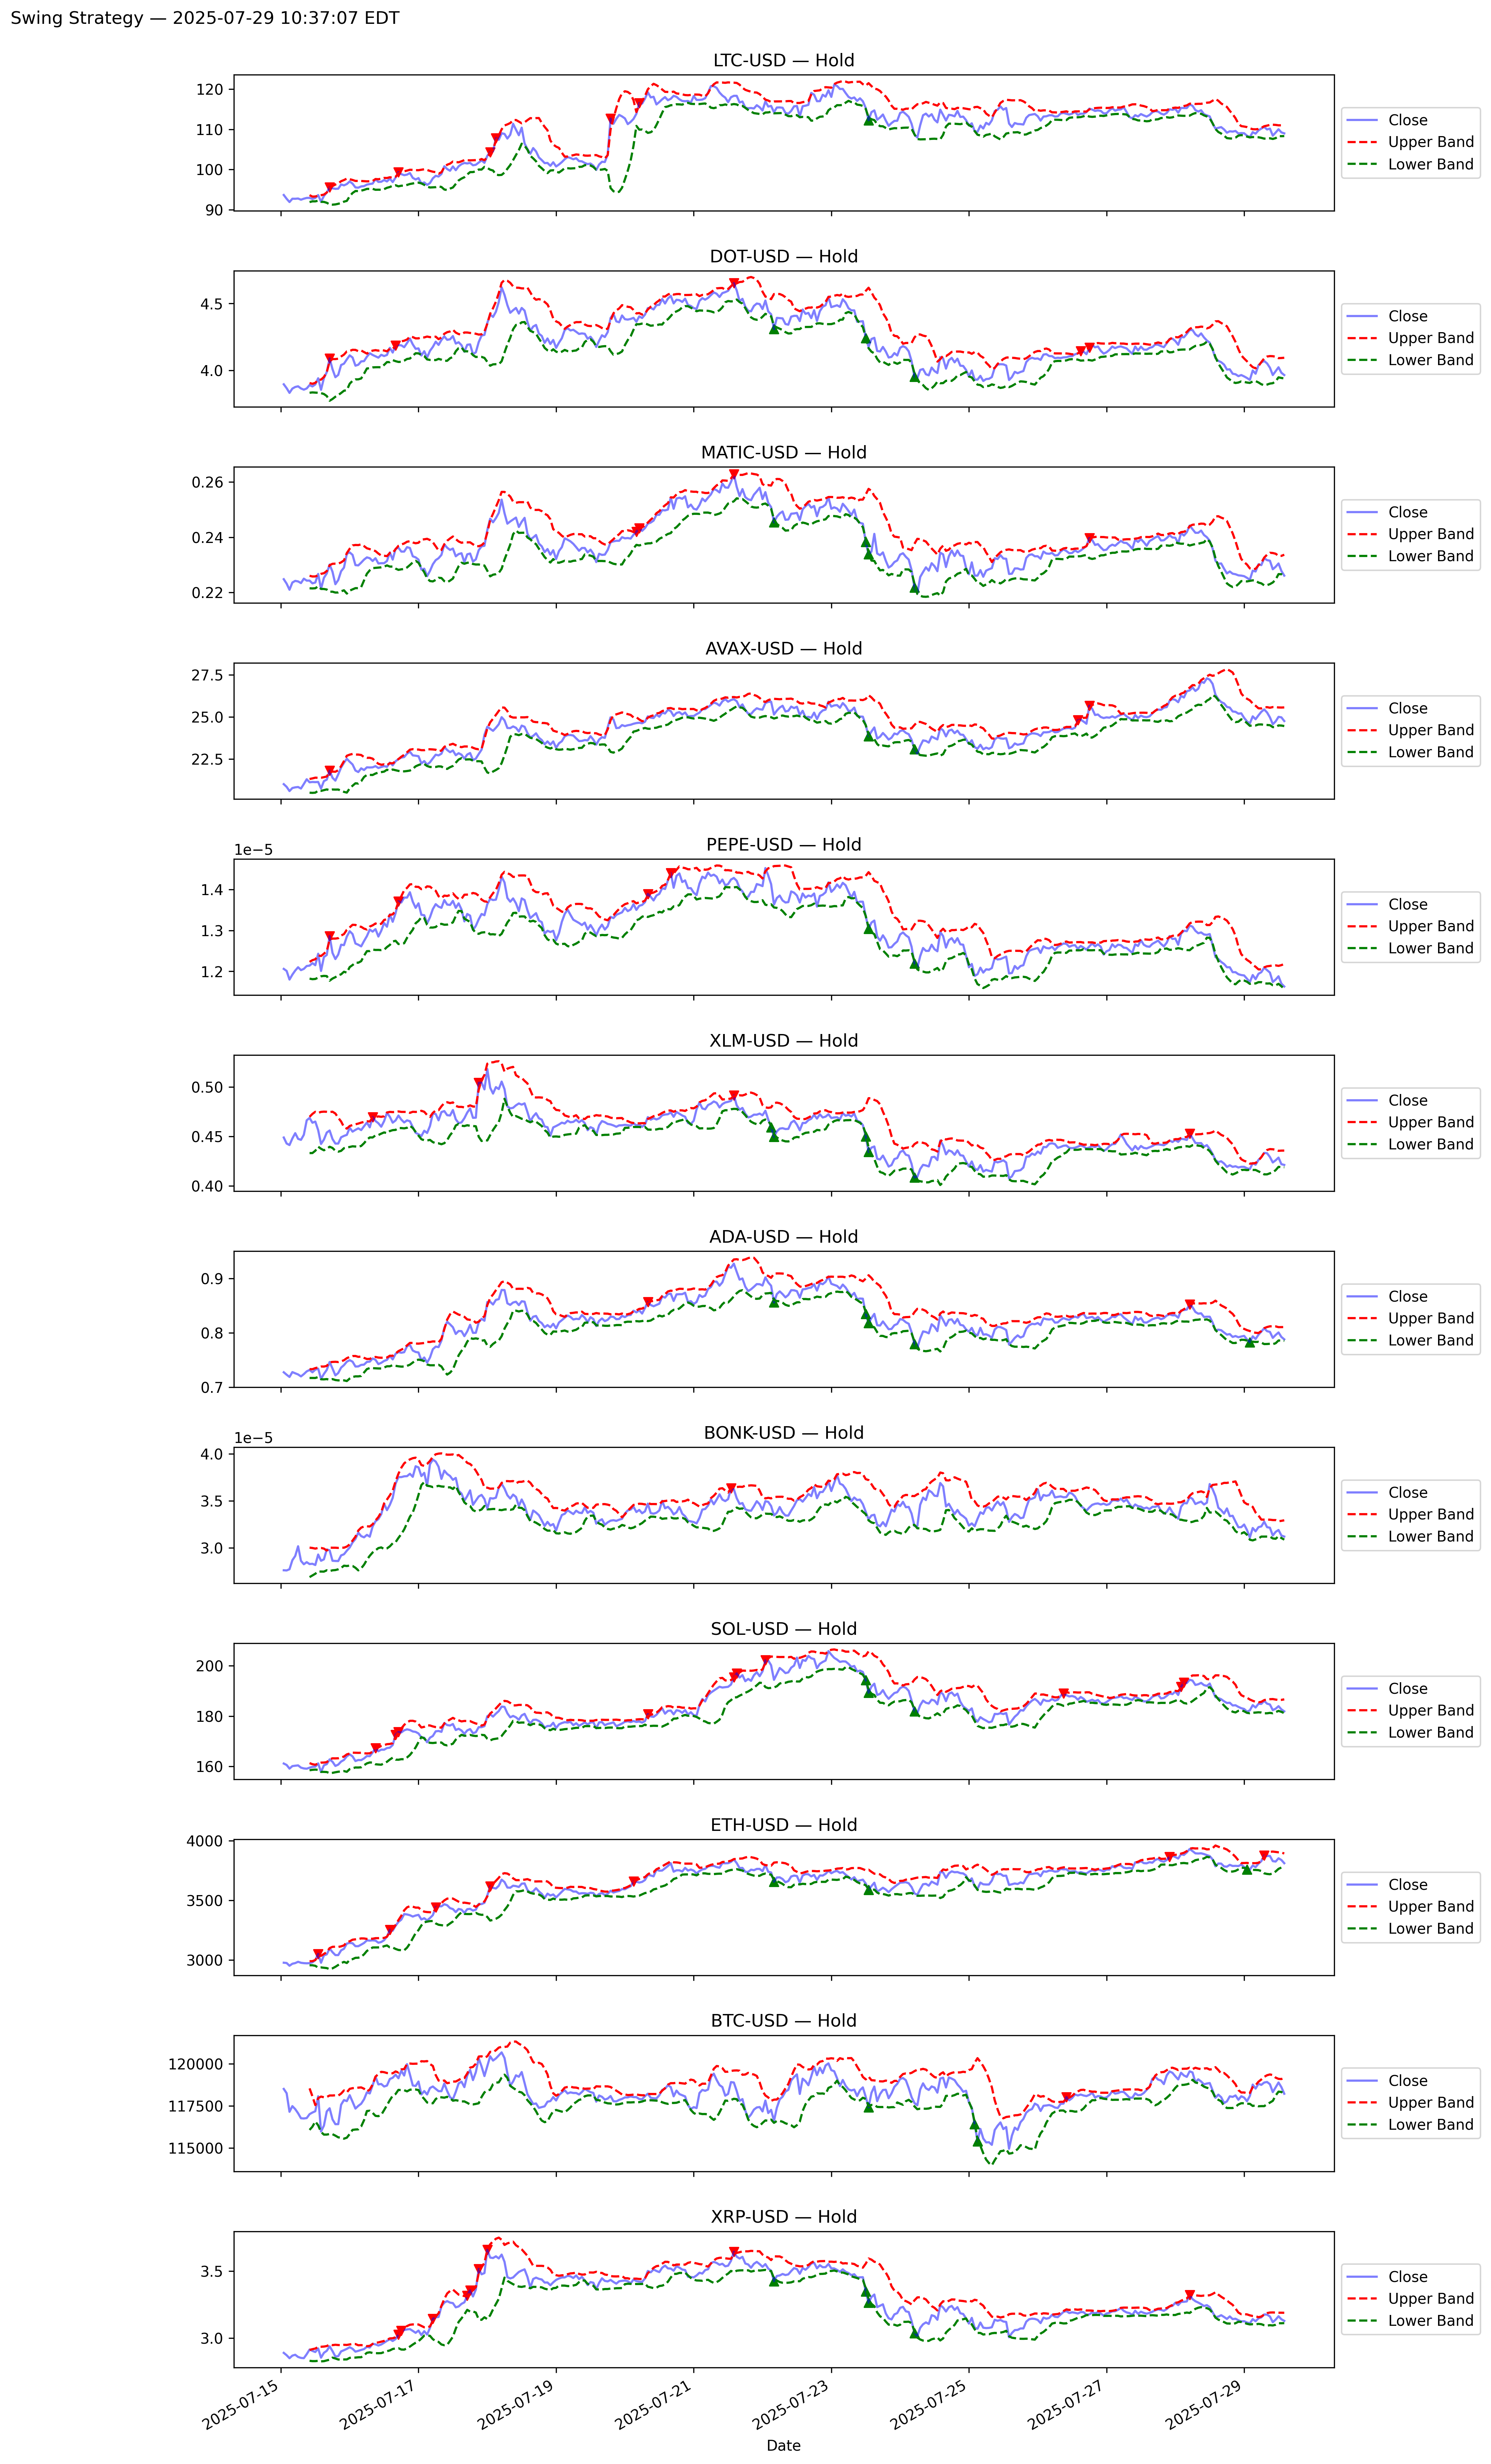 Swing Strategy — 2025-07-29 10:37:07 EDT
LTC-USD — Hold
120
110
100
90
Close
Upper Band
Lower Band
DOT-USD — Hold
4.5
4.0
Close
Upper Band
Lower Band
MATIC-USD — Hold
0.26
0.24
0.22
Close
Upper Band
Lower Band
AVAX-USD — Hold
27.5
25.0
22.5
Close
Upper Band
Lower Band
PEPE-USD — Hold
1e−5
1.4
1.3
1.2
Close
Upper Band
Lower Band
XLM-USD — Hold
0.50
0.45
0.40
Close
Upper Band
Lower Band
ADA-USD — Hold
0.9
0.8
0.7
Close
Upper Band
Lower Band
BONK-USD — Hold
1e−5
4.0
3.5
3.0
Close
Upper Band
Lower Band
SOL-USD — Hold
200
180
160
Close
Upper Band
Lower Band
ETH-USD — Hold
4000
3500
3000
Close
Upper Band
Lower Band
BTC-USD — Hold
120000
117500
115000
Close
Upper Band
Lower Band
XRP-USD — Hold
3.5
3.0
Close
Upper Band
Lower Band
2025-07-15
2025-07-17
2025-07-19
2025-07-21
2025-07-23
2025-07-25
2025-07-27
2025-07-29
Date